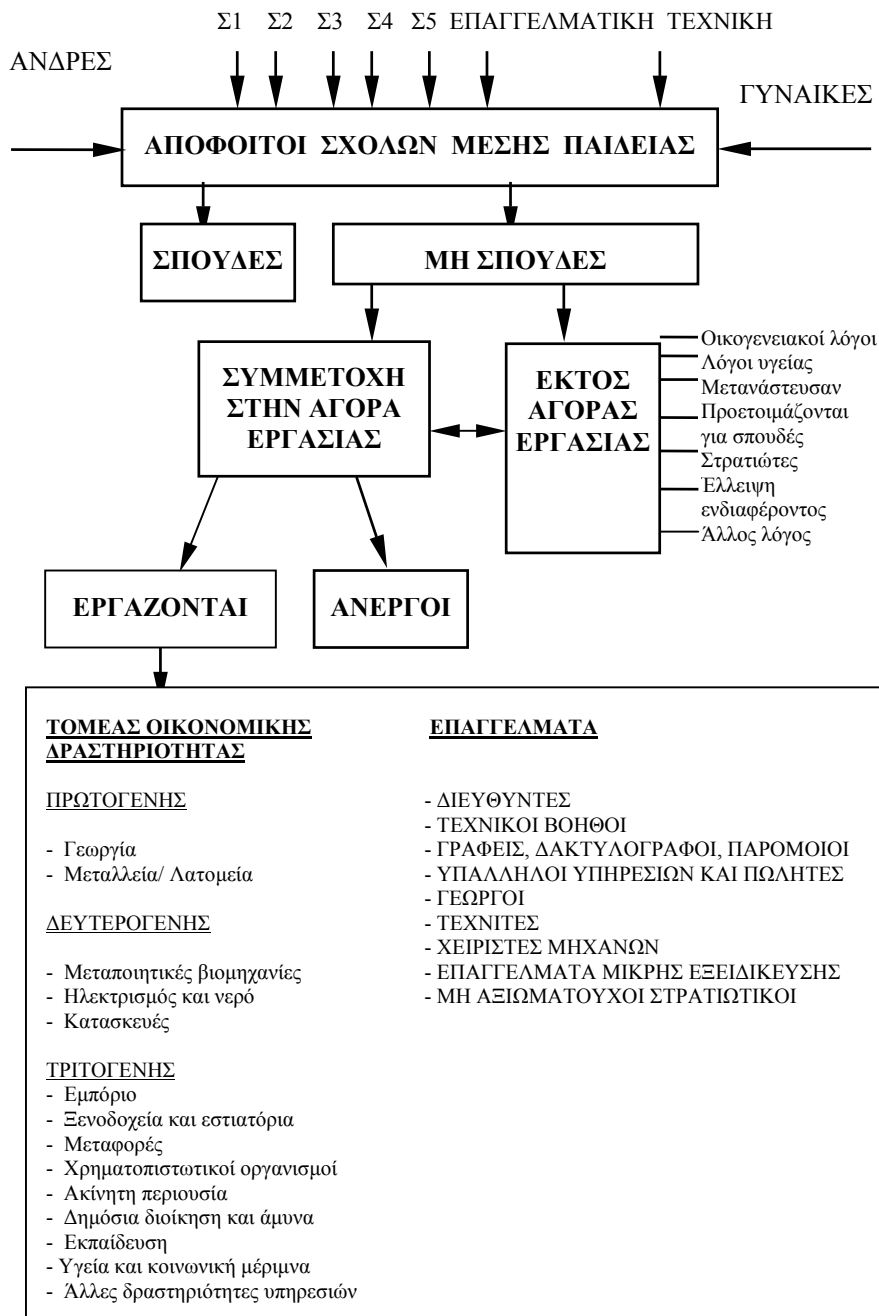 Σ1 Σ2 Σ3 Σ4 Σ5 ΕΠΑΓΓΕΛΜΑΤΙΚΗ ΤΕΧΝΙΚΗ
ΑΝΔΡΕΣ
ΓΥΝΑΙΚΕΣ
ΑΠΟΦΟΙΤΟΙ ΣΧΟΛΩΝ ΜΕΣΗΣ ΠΑΙΔΕΙΑΣ
ΣΠΟΥΔΕΣ
ΜΗ ΣΠΟΥΔΕΣ
ΣΥΜΜΕΤΟΧΗ
ΣΤΗΝ ΑΓΟΡΑ
ΕΡΓΑΣΙΑΣ
ΕΚΤΟΣ
ΑΓΟΡΑΣ
ΕΡΓΑΣΙΑΣ
Οικογενειακοί λόγοι
Λόγοι υγείας
Μετανάστευσαν
Προετοιμάζονται
για σπουδές
Στρατιώτες
Έλλειψη
ενδιαφέροντος
Άλλος λόγος
ΕΡΓΑΖΟΝΤΑΙ
ΑΝΕΡΓΟΙ
ΤΟΜΕΑΣ ΟΙΚΟΝΟΜΙΚΗΣ
ΔΡΑΣΤΗΡΙΟΤΗΤΑΣ
ΠΡΩΤΟΓΕΝΗΣ
- Γεωργία
- Μεταλλεία/ Λατομεία
ΔΕΥΤΕΡΟΓΕΝΗΣ
- Μεταποιητικές βιομηχανίες
- Ηλεκτρισμός και νερό
- Κατασκευές
ΤΡΙΤΟΓΕΝΗΣ
- Εμπόριο
- Ξενοδοχεία και εστιατόρια
- Μεταφορές
- Χρηματοπιστωτικοί οργανισμοί
- Ακίνητη περιουσία
- Δημόσια διοίκηση και άμυνα
- Εκπαίδευση
- Υγεία και κοινωνική μέριμνα
- Άλλες δραστηριότητες υπηρεσιών
ΕΠΑΓΓΕΛΜΑΤΑ
- ΔΙΕΥΘΥΝΤΕΣ
- ΤΕΧΝΙΚΟΙ ΒΟΗΘΟΙ
- ΓΡΑΦΕΙΣ, ΔΑΚΤΥΛΟΓΡΑΦΟΙ, ΠΑΡΟΜΟΙΟΙ
- ΥΠΑΛΛΗΛΟΙ ΥΠΗΡΕΣΙΩΝ ΚΑΙ ΠΩΛΗΤΕΣ
- ΓΕΩΡΓΟΙ
- ΤΕΧΝΙΤΕΣ
- ΧΕΙΡΙΣΤΕΣ ΜΗΧΑΝΩΝ
- ΕΠΑΓΓΕΛΜΑΤΑ ΜΙΚΡΗΣ ΕΞΕΙΔΙΚΕΥΣΗΣ
- ΜΗ ΑΞΙΩΜΑΤΟΥΧΟΙ ΣΤΡΑΤΙΩΤΙΚΟΙ